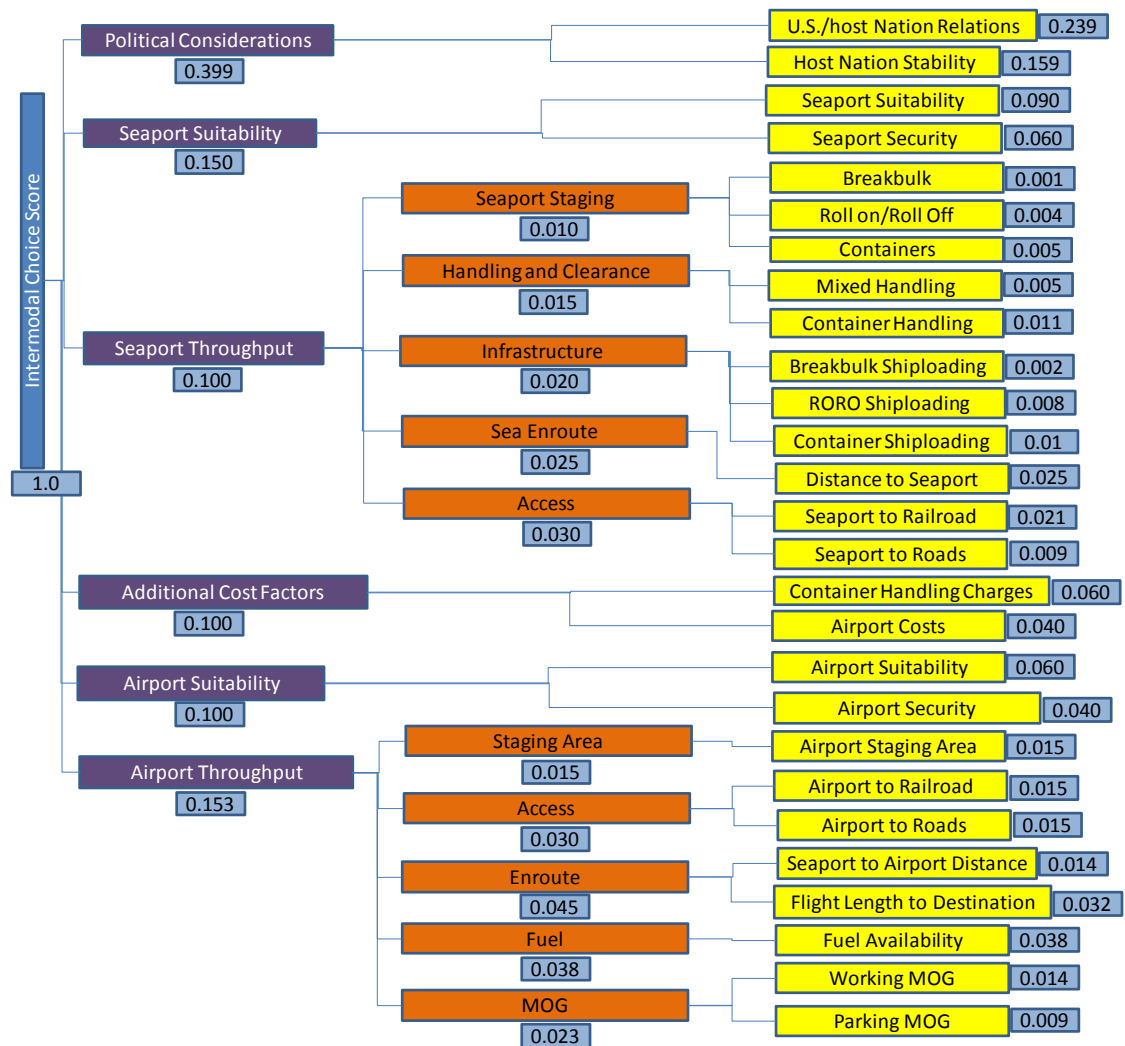 Intermodal Choice Score
1.0
Political Considerations
0.399
U.S./host Nation Relations
0.239
Host Nation Stability
0.159
Seaport Suitability
0.150
Seaport Suitability
0.090
Seaport Security
0.060
Seaport Throughput
0.100
Seaport Staging
0.010
Breakbulk
0.001
Roll on/Roll Off
0.004
Containers
0.005
Handling and Clearance
0.015
Mixed Handling
0.005
Container Handling
0.011
Infrastructure
0.020
Breakbulk Shiploading
0.002
RORO Shiploading
0.008
Container Shiploading
0.01
Sea Enroute
0.025
Distance to Seaport
0.025
Access
0.030
Seaport to Railroad
0.021
Seaport to Roads
0.009
Additional Cost Factors
0.100
Container Handling Charges
0.060
Airport Costs
0.040
Airport Suitability
0.100
Airport Suitability
0.060
Airport Security
0.040
Airport Throughput
0.153
Staging Area
0.015
Airport Staging Area
0.015
Access
0.030
Airport to Railroad
0.015
Airport to Roads
0.015
Enroute
0.045
Seaport to Airport Distance
0.014
Flight Length to Destination
0.032
Fuel
0.038
Fuel Availability
0.038
MOG
0.023
Working MOG
0.014
Parking MOG
0.009